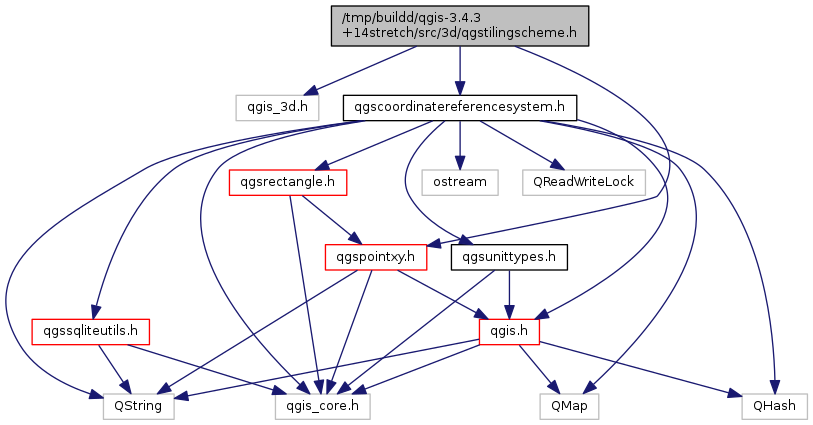 /tmp/buildd/qgis-3.4.3
+14stretch/src/3d/qgstilingscheme.h
qgis_3d.h
qgscoordinatereferencesystem.h
qgsrectangle.h
ostream
QReadWriteLock
qgspointxy.h
qgsunittypes.h
qgssqliteutils.h
qgis.h
QString
qgis_core.h
QMap
QHash